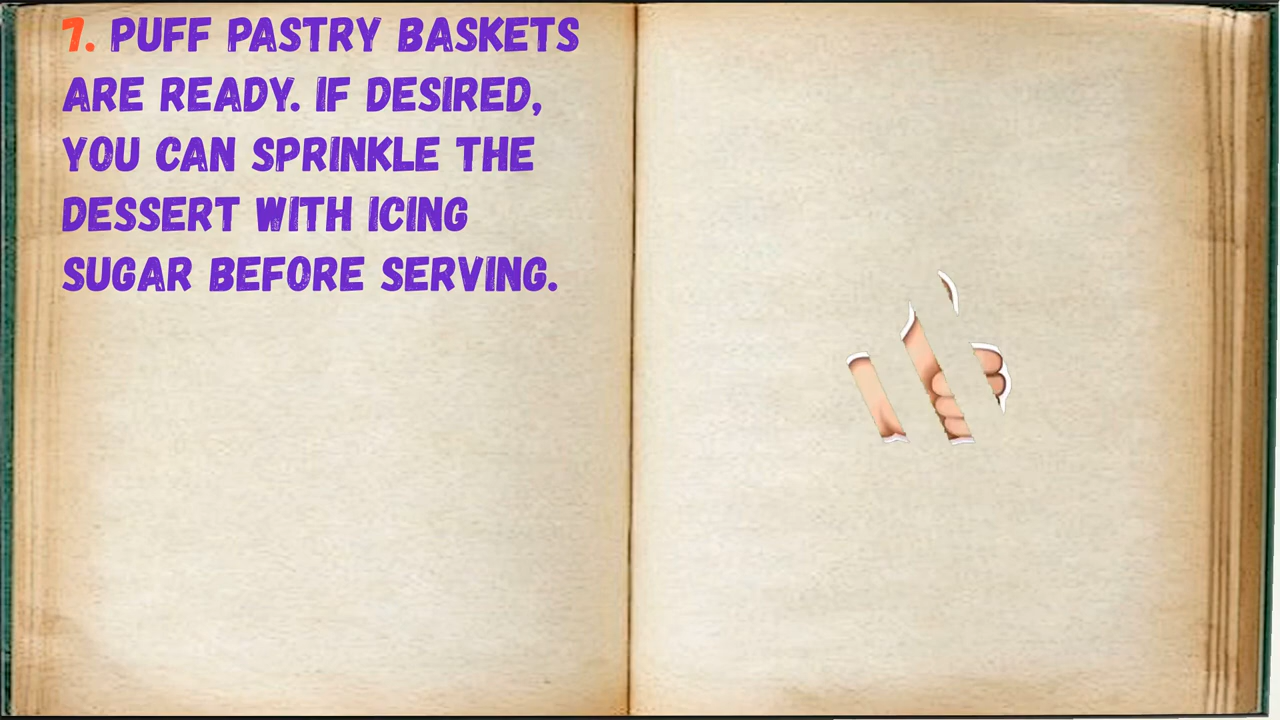 7. PUFF PASTRY BASKETS
ARE READY. IF DESIRED,
YOU CAN SPRINKLE THE
DESSERT WITH ICING
SUGAR BEFORE SERVING.